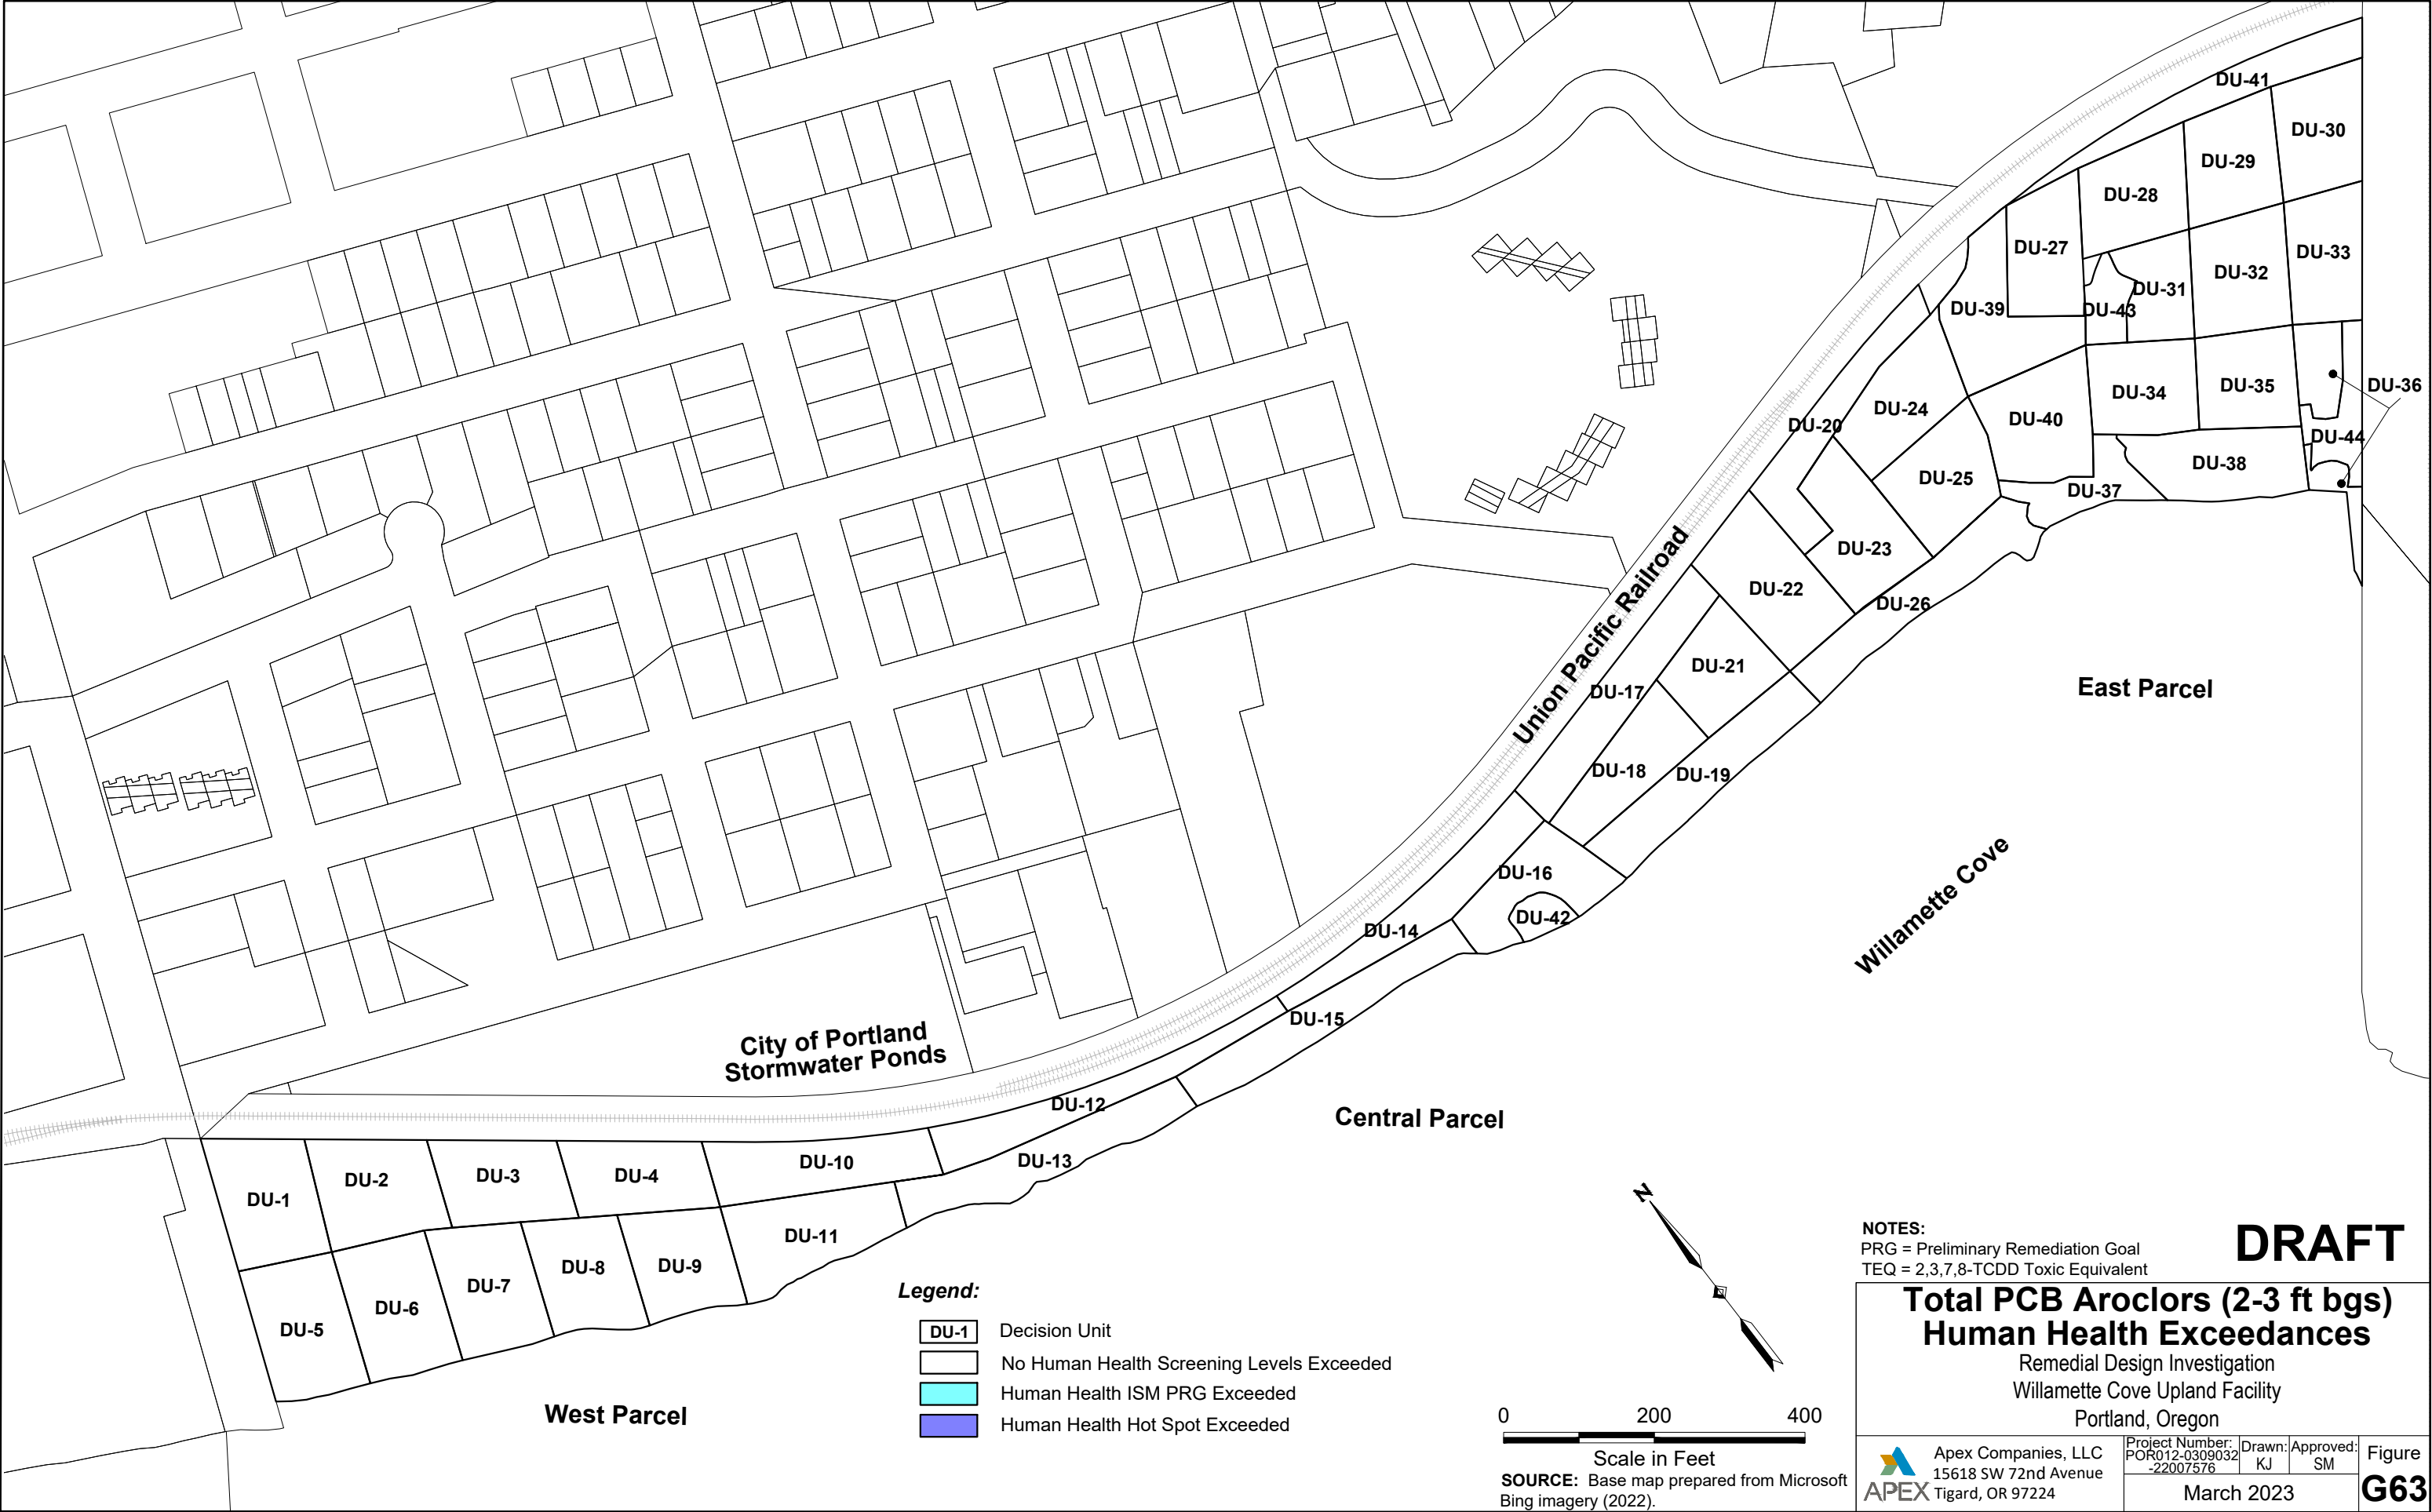 DU-41
DU-30
DU-29
DU-28
DU-27
DU-33
DU-32
DU-31
DU-39
DU-43
DU-36
DU-35
DU-34
DU-24
DU-40
DU-20
DU-44
DU-38
DU-25
DU-37
DU-23
DU-22
DU-26
Union Pacific Railroad
DU-21
East Parcel
DU-17
DU-18
DU-19
DU-16
DU-42
DU-14
Willamette Cove
DU-15
City of Portland
Stormwater Ponds
DU-12
Central Parcel
DU-10
DU-13
DU-4
DU-3
DU-2
DU-1
DU-11
DU-9
DU-8
DU-7
DU-6
DU-5
West Parcel
Legend:
DU-1 Decision Unit
No Human Health Screening Levels Exceeded
Human Health ISM PRG Exceeded
Human Health Hot Spot Exceeded
N
0 200 400
Scale in Feet
SOURCE: Base map prepared from Microsoft
Bing imagery (2022).
NOTES:
PRG = Preliminary Remediation Goal
TEQ = 2,3,7,8-TCDD Toxic Equivalent
DRAFT
Total PCB Aroclors (2-3 ft bgs)
Human Health Exceedances
Remedial Design Investigation
Willamette Cove Upland Facility
Portland, Oregon
APEX
Apex Companies, LLC
15618 SW 72nd Avenue
Tigard, OR 97224
Project Number:
POR012-0309032
-22007576
Drawn:
KJ
Approved:
SM
March 2023
Figure
G63